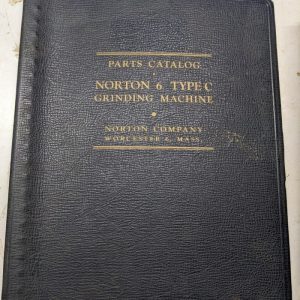 PARTS CATALOG
NORTON 6 TYPE C
GRINDING MACHINE
NORTON COMPANY
WORCESTER 6, MASS.